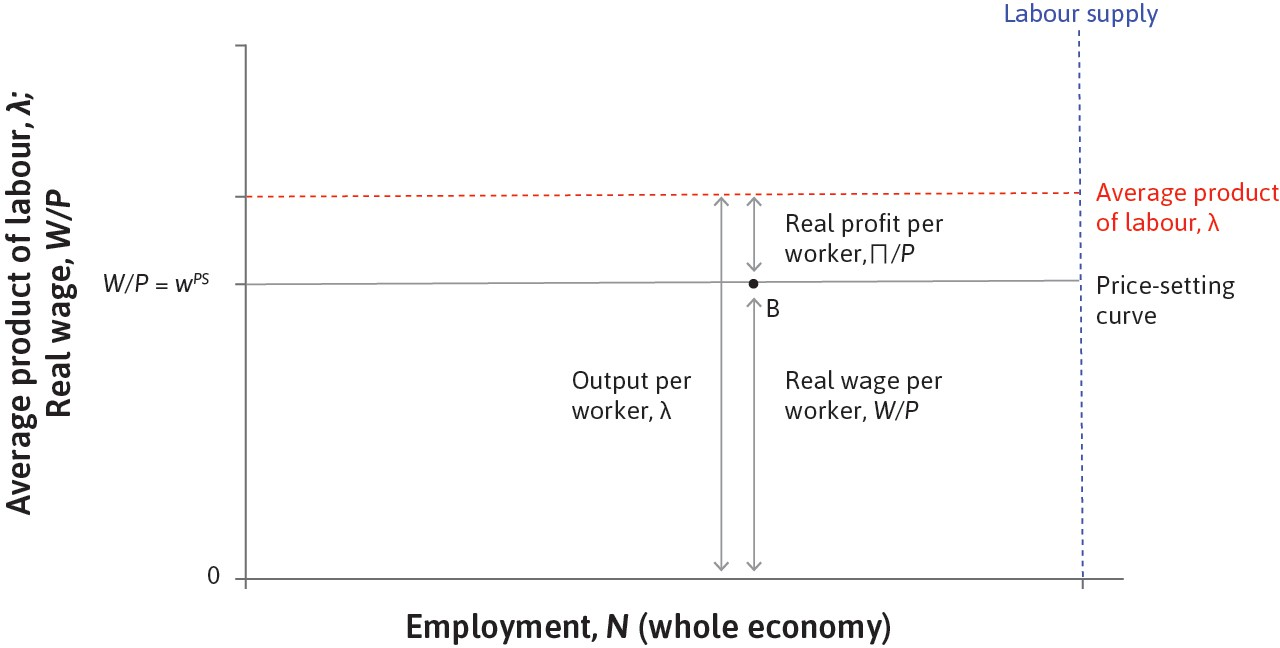 Labour supply
Average product of labour, λ;
Real wage, W/P
Average product
of labour, λ
Real profit per
worker, ∏/P
W/P = wᴾˢ
Price-setting
curve
B
Output per
worker, λ
Real wage per
worker, W/P
0
Employment, N (whole economy)